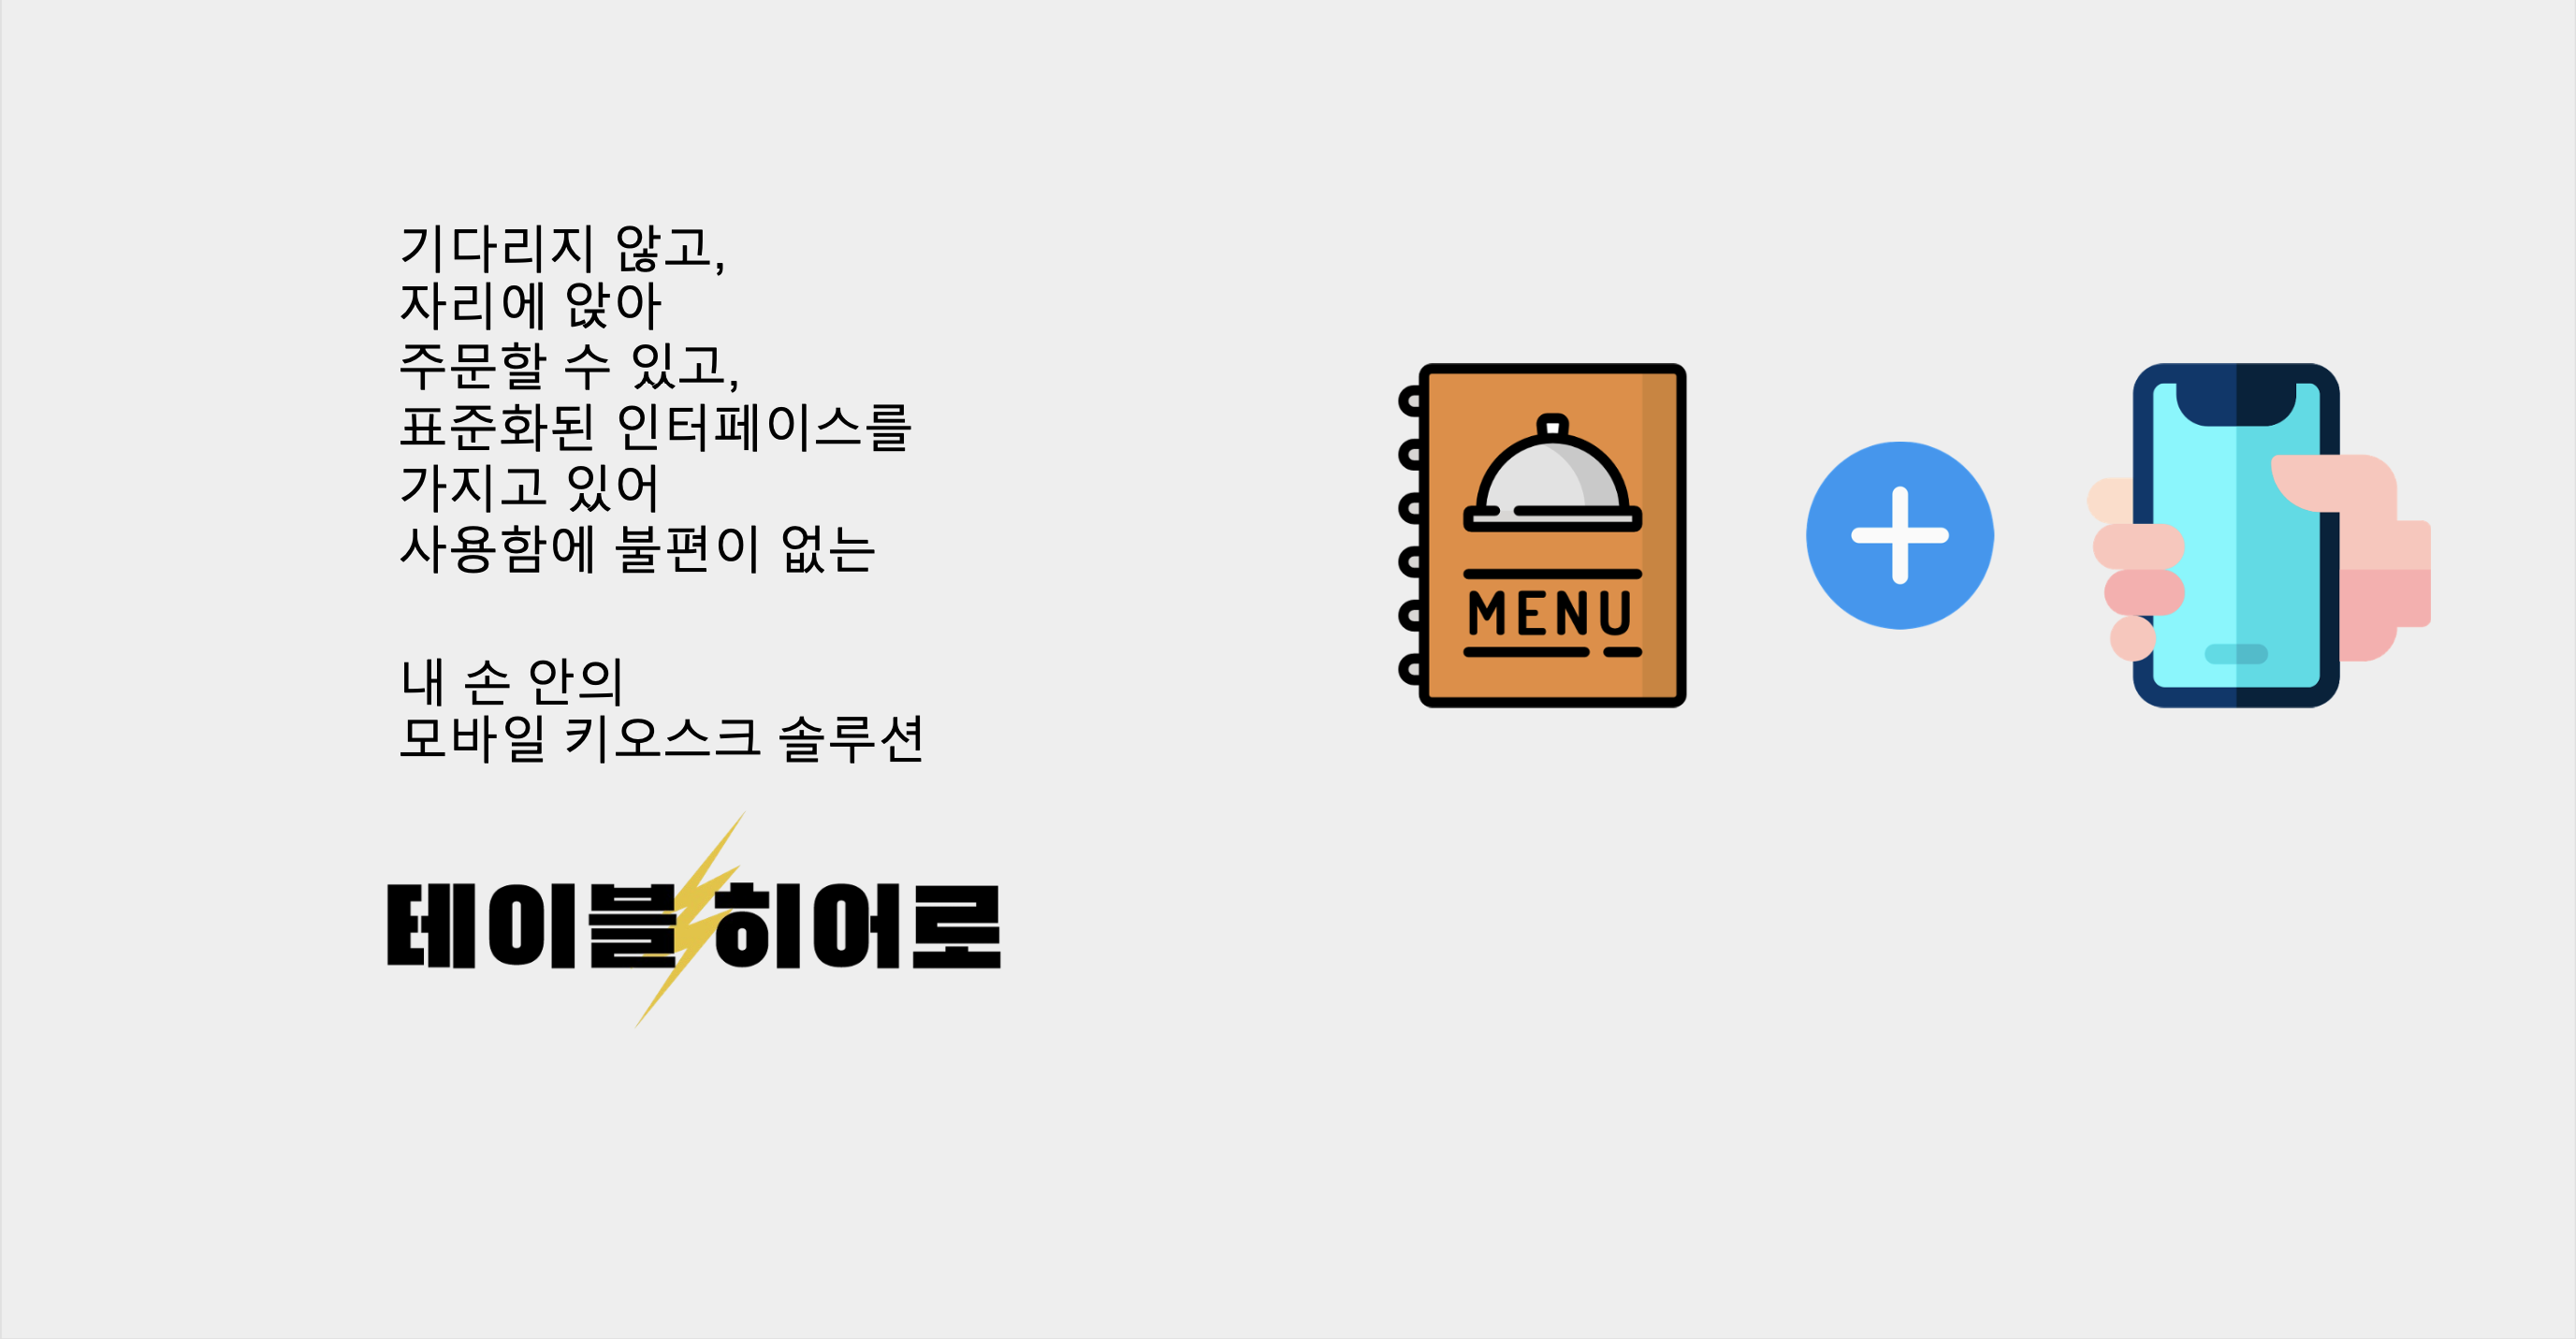 기다리지 않고,
자리에 앉아
주문할 수 있고,
표준화된 인터페이스를
가지고 있어
사용함에 불편이 없는
내 손 안의
모바일 키오스크 솔루션
테이블히어로
MENU